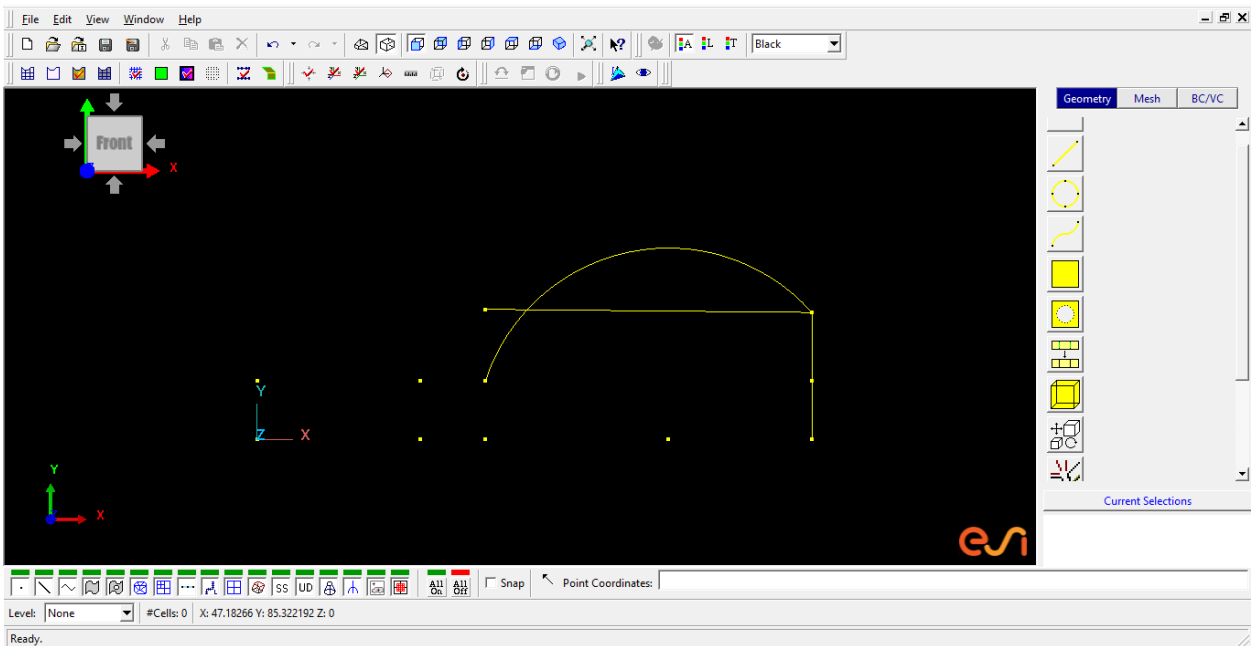 File Edit View Window Help
A L T Black
Geometry Mesh BC/VC
Front
X
Y
Z X
Y
X
Current Selections
esi
SS UD All On All Off Snap Point Coordinates:
Level: None #Cells: 0 X: 47.18266 Y: 85.322192 Z: 0
Ready.